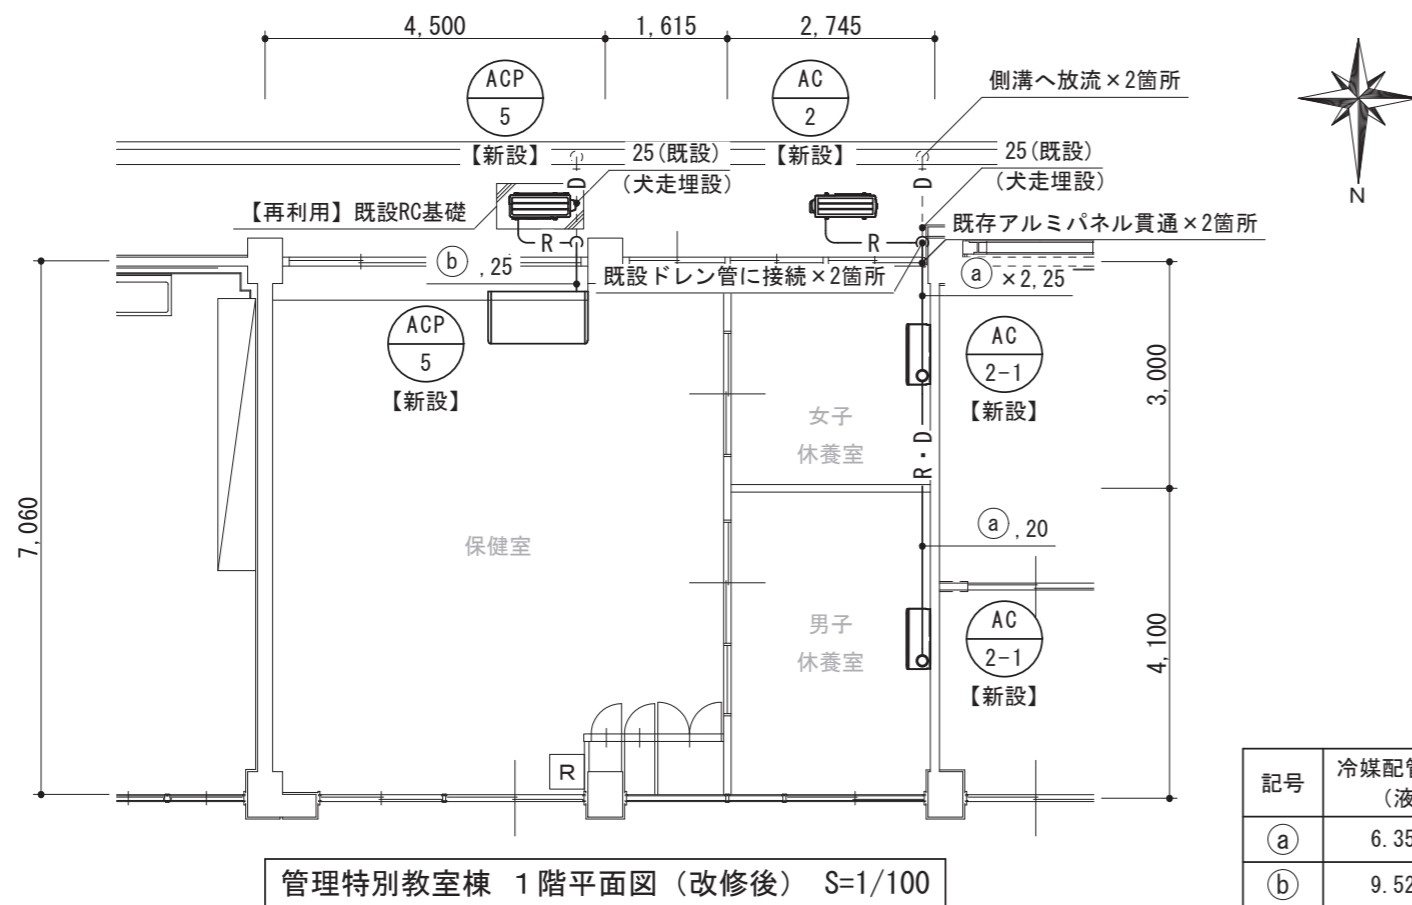 4,500
1,615
2,745
ACP
5
【新設】
AC
2
【新設】
側溝へ放流×2箇所
N
25(既設)
(犬走埋設)
25(既設)
(犬走埋設)
D
D
【再利用】既設RC基礎
R
R
既存アルミパネル貫通×2箇所
ⓑ ,25
既設ドレン管に接続×2箇所
ⓐ ×2,25
ACP
5
【新設】
AC
2-1
【新設】
3,000
女子
休養室
R・D
7,060
保健室
ⓐ ,20
男子
休養室
AC
2-1
【新設】
4,100
R
記号
冷媒配管
(液
ⓐ
6.35
ⓑ
9.52
管理特別教室棟 1階平面図(改修後) S=1/100